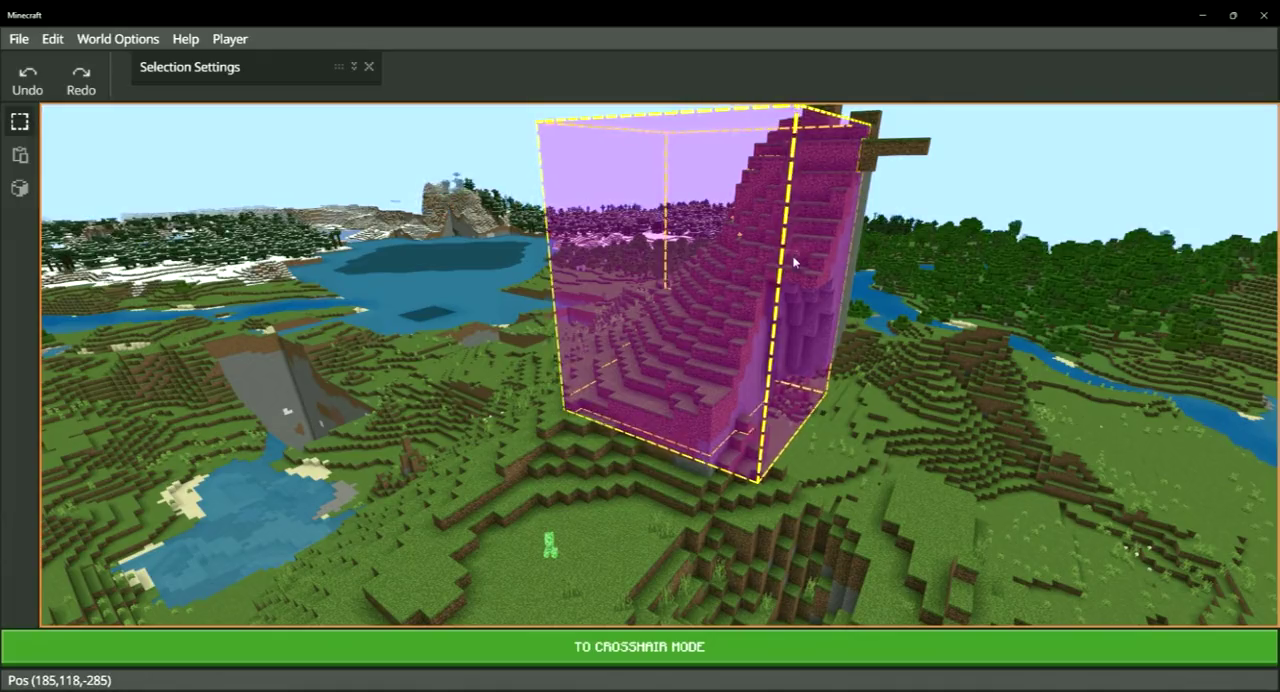 Minecraft
File Edit World Options Help Player
Undo Redo
Selection Settings
TO CROSSHAIR MODE
Pos (185,118,-285)